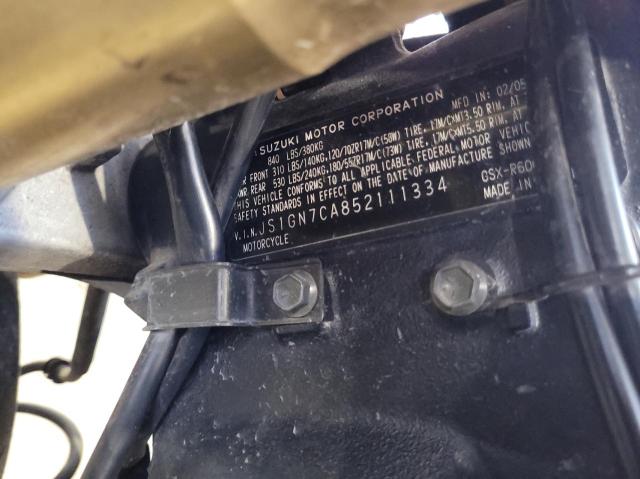 SUZUKI MOTOR CORPORATION MFD IN: 02/05
840 LBS/380KG
FRONT 310 LBS/140KG,120/70ZR17M/C(58W) TIRE, 17M/CXMT3.50 RIM, AT
REAR 530 LBS/240KG,180/55ZR17M/C(73W) TIRE, 17M/CXMT5.50 RIM, AT
THIS VEHICLE CONFORMS TO ALL APPLICABLE FEDERAL MOTOR VEHIC
SAFETY STANDARDS IN EFFECT ON THE DATE OF MANUFACTURE SHOWN
V.I.N. JS1GN7CA852111334 GSX-R60
MOTORCYCLE MADE IN